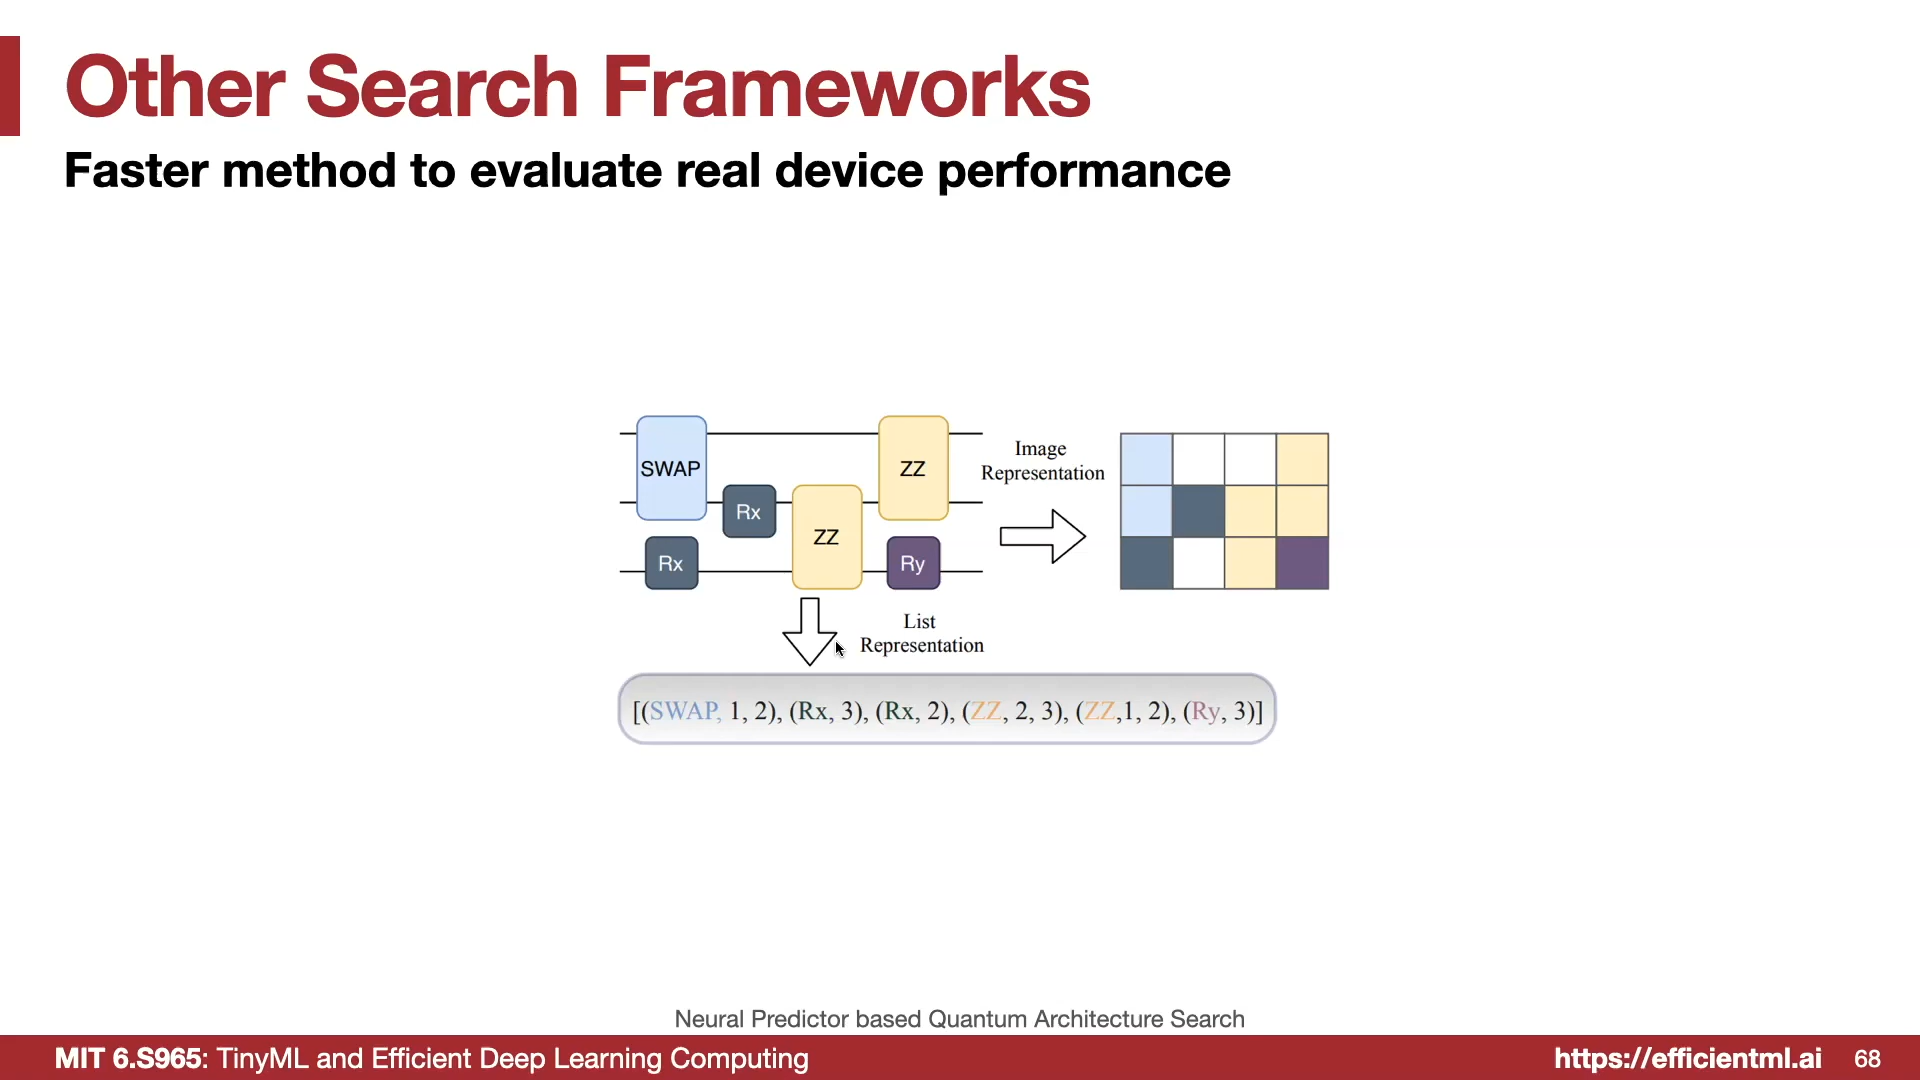 Other Search Frameworks
Faster method to evaluate real device performance
SWAP
ZZ
Rx
ZZ
Rx
Ry
Image
Representation
List
Representation
[(SWAP, 1, 2), (Rx, 3), (Rx, 2), (ZZ, 2, 3), (ZZ,1, 2), (Ry, 3)]
Neural Predictor based Quantum Architecture Search
MIT 6.S965: TinyML and Efficient Deep Learning Computing
https://efficientml.ai
68